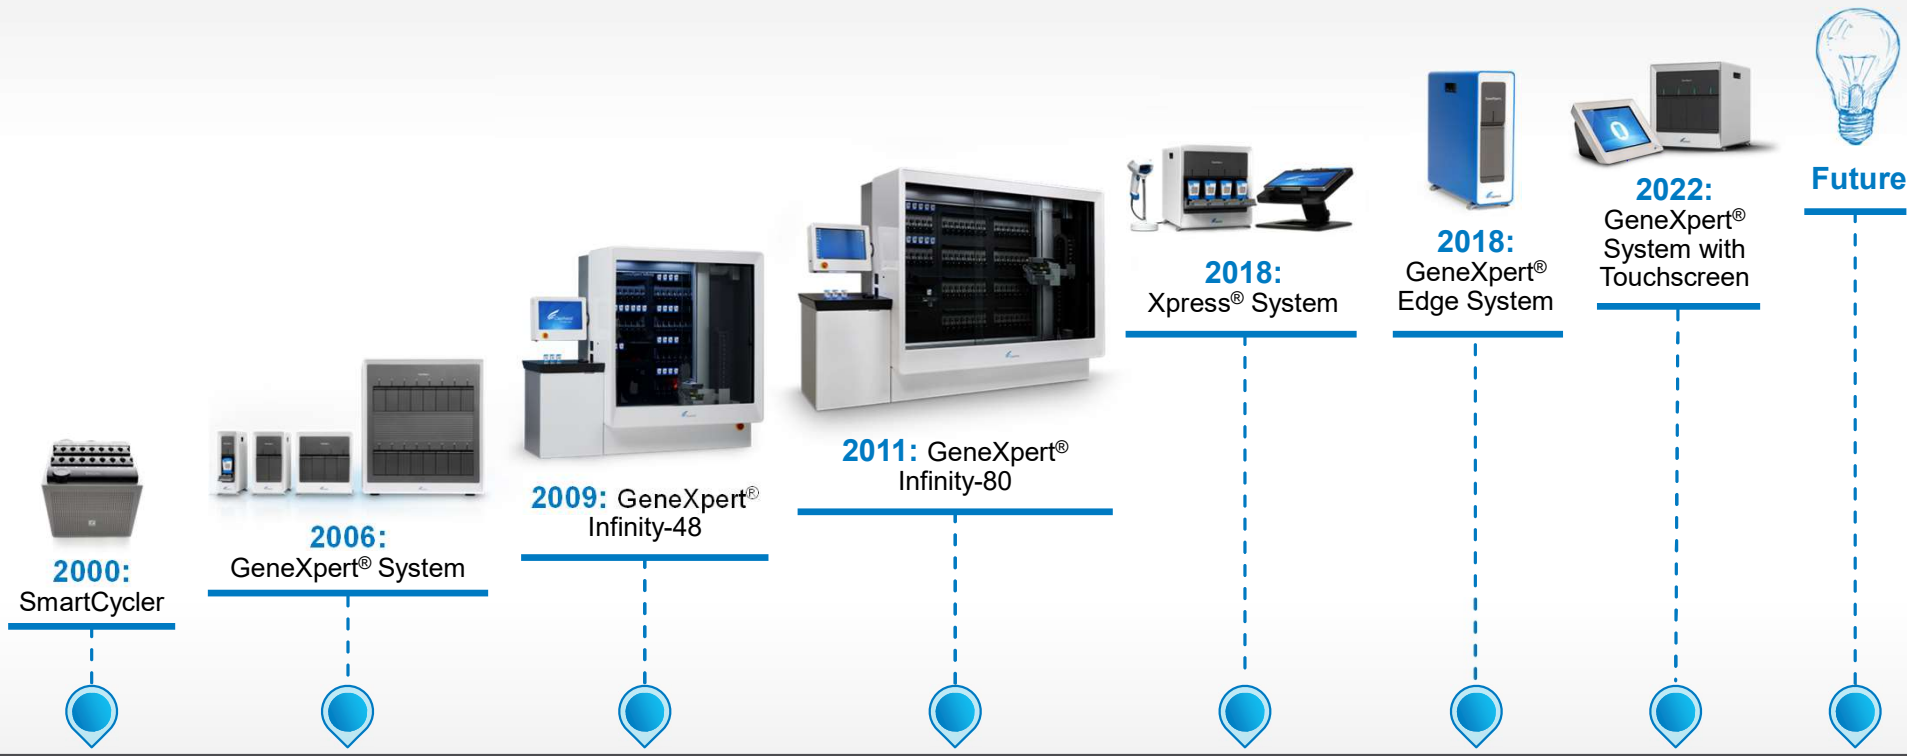 2000:
SmartCycler
2006:
GeneXpert® System
2009: GeneXpert®
Infinity-48
2011: GeneXpert®
Infinity-80
2018:
Xpress® System
2018:
GeneXpert®
Edge System
2022:
GeneXpert®
System with
Touchscreen
Future